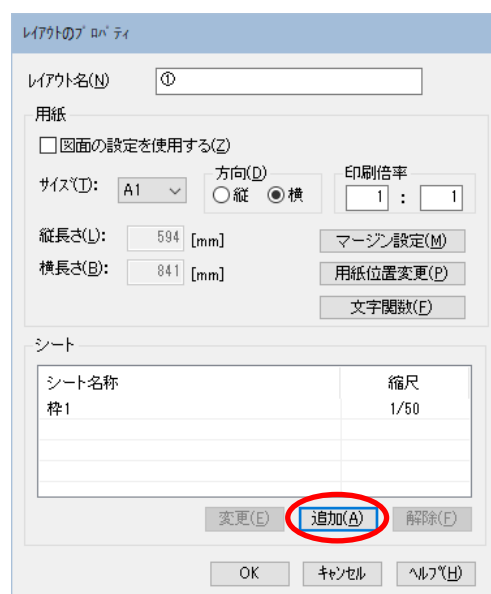 レイアウトのプロパティ
レイアウト名(N) ①
用紙
図面の設定を使用する(Z)
サイズ(T): A1 方向(D) 縦 横 印刷倍率 1 : 1
縦長さ(L): 594 [mm] マージン設定(M)
横長さ(B): 841 [mm] 用紙位置変更(P)
文字関数(F)
シート
シート名称 縮尺
枠1 1/50
変更(E) 追加(A) 解除(F)
OK キャンセル ヘルプ(H)